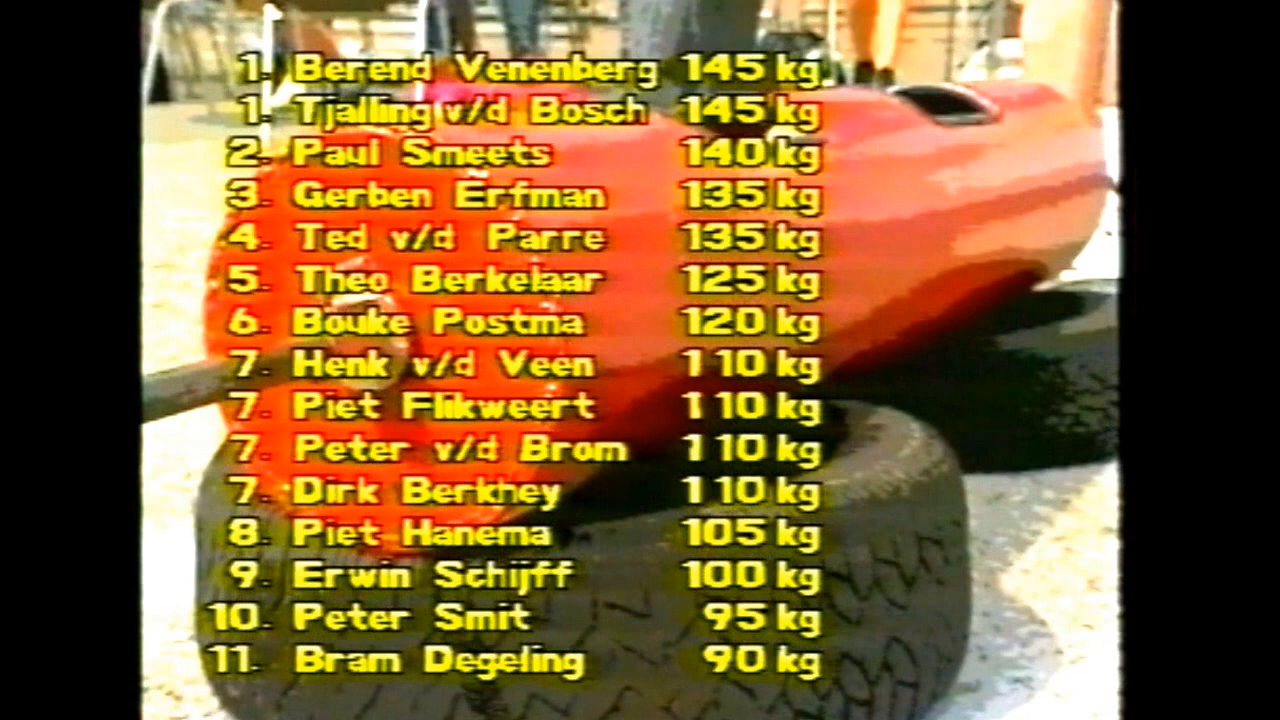 1. Berend Venenberg 145 kg.
1. Tjalling v/d Bosch 145 kg
2. Paul Smeets 140 kg
3. Gerben Erfman 135 kg
4. Ted v/d Parre 135 kg
5. Theo Berkelaar 125 kg
6. Bouke Postma 120 kg
7. Henk v/d Veen 110 kg
7. Piet Flikweert 110 kg
7. Peter v/d Brom 110 kg
7. Dirk Berkhey 110 kg
8. Piet Hanema 105 kg
9. Erwin Schijff 100 kg
10. Peter Smit 95 kg
11. Bram Degeling 90 kg